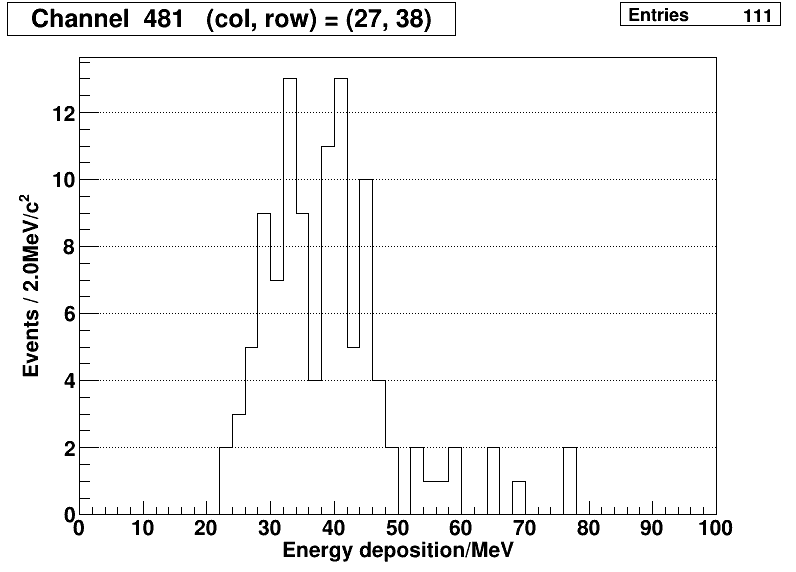 Channel 481 (col, row) = (27, 38)
Entries 111
Events / 2.0MeV/c²
12
10
8
6
4
2
0
0 10 20 30 40 50 60 70 80 90 100
Energy deposition/MeV